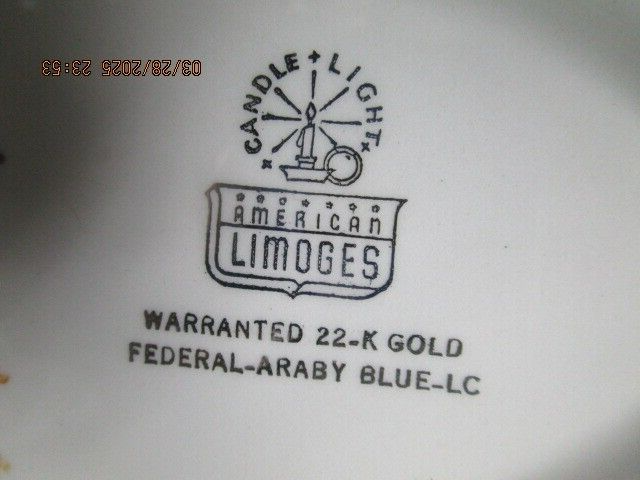 03/28/2025 23:53
CANDLE + LIGHT
AMERICAN
LIMOGES
WARRANTED 22-K GOLD
FEDERAL-ARABY BLUE-LC